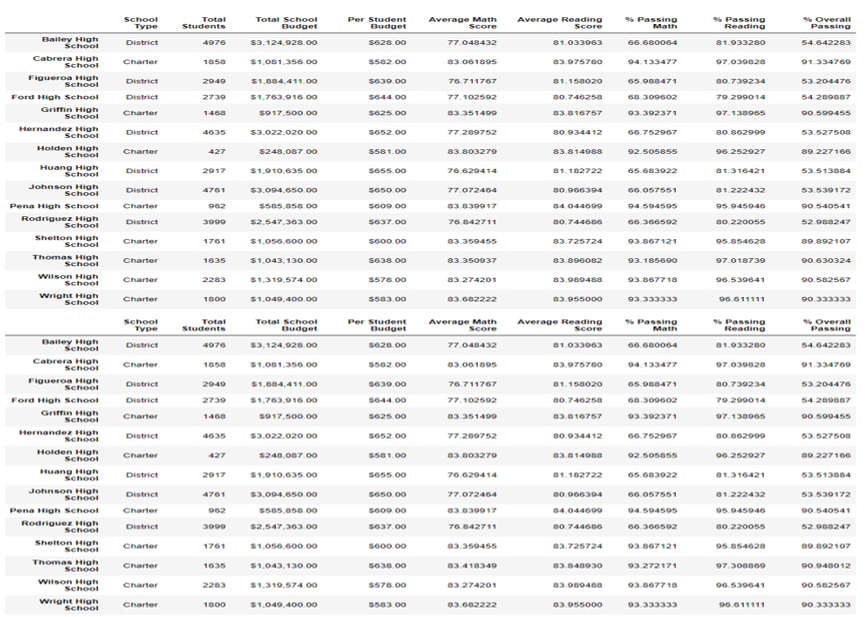 School Type Total Students Total School Budget Per Student Budget Average Math Score Average Reading Score % Passing Math % Passing Reading % Overall Passing
Bailey High School District 4976 $3,124,928.00 $628.00 77.048432 81.033963 66.680064 81.933280 54.642283
Cabrera High School Charter 1858 $1,081,356.00 $582.00 83.061895 83.975780 94.133477 97.039828 91.334769
Figueroa High School District 2949 $1,884,411.00 $639.00 76.711767 81.158020 65.988471 80.739234 53.204476
Ford High School District 2739 $1,763,916.00 $644.00 77.102592 80.746258 68.309602 79.299014 54.289887
Griffin High School Charter 1468 $917,500.00 $625.00 83.351499 83.816757 93.392371 97.138965 90.599455
Hernandez High School District 4635 $3,022,020.00 $652.00 77.289752 80.934412 66.752967 80.862999 53.527508
Holden High School Charter 427 $248,087.00 $581.00 83.803279 83.814988 92.505855 96.252927 89.227166
Huang High School District 2917 $1,910,635.00 $655.00 76.629414 81.182722 65.683922 81.316421 53.513884
Johnson High School District 4761 $3,094,650.00 $650.00 77.072464 80.966394 66.057551 81.222432 53.539172
Pena High School Charter 962 $585,858.00 $609.00 83.839917 84.044699 94.594595 95.945946 90.540541
Rodriguez High School District 3999 $2,547,363.00 $637.00 76.842711 80.744686 66.366592 80.220055 52.988247
Shelton High School Charter 1761 $1,056,600.00 $600.00 83.359455 83.725724 93.867121 95.854628 89.892107
Thomas High School Charter 1635 $1,043,130.00 $638.00 83.350937 83.896082 93.185690 97.018739 90.630324
Wilson High School Charter 2283 $1,319,574.00 $578.00 83.274201 83.989488 93.867718 96.539641 90.582567
Wright High School Charter 1800 $1,049,400.00 $583.00 83.682222 83.955000 93.333333 96.611111 90.333333
School Type Total Students Total School Budget Per Student Budget Average Math Score Average Reading Score % Passing Math % Passing Reading % Overall Passing
Bailey High School District 4976 $3,124,928.00 $628.00 77.048432 81.033963 66.680064 81.933280 54.642283
Cabrera High School Charter 1858 $1,081,356.00 $582.00 83.061895 83.975780 94.133477 97.039828 91.334769
Figueroa High School District 2949 $1,884,411.00 $639.00 76.711767 81.158020 65.988471 80.739234 53.204476
Ford High School District 2739 $1,763,916.00 $644.00 77.102592 80.746258 68.309602 79.299014 54.289887
Griffin High School Charter 1468 $917,500.00 $625.00 83.351499 83.816757 93.392371 97.138965 90.599455
Hernandez High School District 4635 $3,022,020.00 $652.00 77.289752 80.934412 66.752967 80.862999 53.527508
Holden High School Charter 427 $248,087.00 $581.00 83.803279 83.814988 92.505855 96.252927 89.227166
Huang High School District 2917 $1,910,635.00 $655.00 76.629414 81.182722 65.683922 81.316421 53.513884
Johnson High School District 4761 $3,094,650.00 $650.00 77.072464 80.966394 66.057551 81.222432 53.539172
Pena High School Charter 962 $585,858.00 $609.00 83.839917 84.044699 94.594595 95.945946 90.540541
Rodriguez High School District 3999 $2,547,363.00 $637.00 76.842711 80.744686 66.366592 80.220055 52.988247
Shelton High School Charter 1761 $1,056,600.00 $600.00 83.359455 83.725724 93.867121 95.854628 89.892107
Thomas High School Charter 1635 $1,043,130.00 $638.00 83.418349 83.848930 93.272171 97.308869 90.948012
Wilson High School Charter 2283 $1,319,574.00 $578.00 83.274201 83.989488 93.867718 96.539641 90.582567
Wright High School Charter 1800 $1,049,400.00 $583.00 83.682222 83.955000 93.333333 96.611111 90.333333